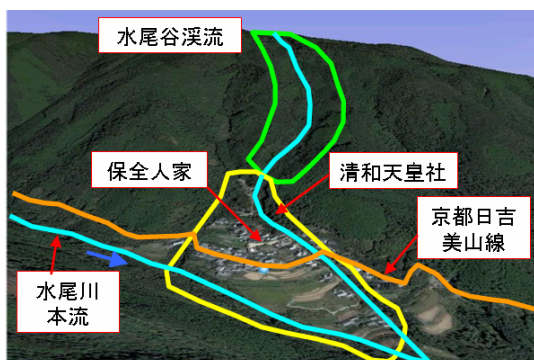 水尾谷渓流
保全人家
清和天皇社
京都日吉
美山線
水尾川
本流